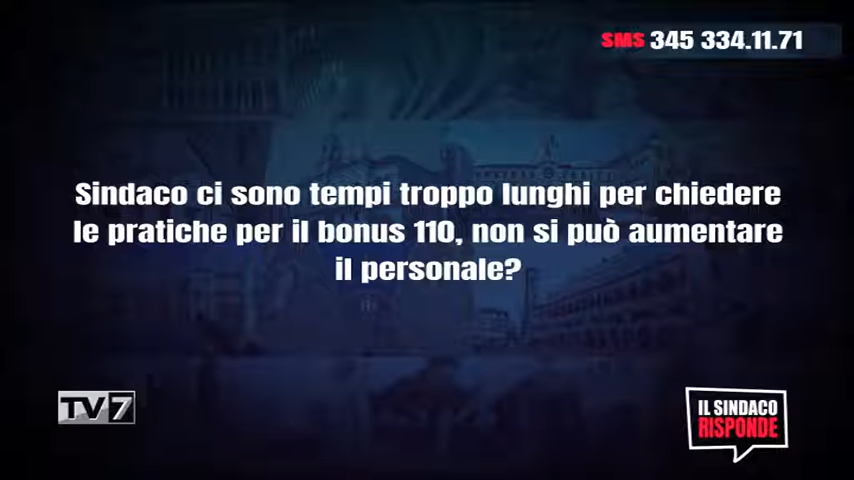 SMS 345 334.11.71
Sindaco ci sono tempi troppo lunghi per chiedere
le pratiche per il bonus 110, non si può aumentare
il personale?
TV7
IL SINDACO
RISPONDE